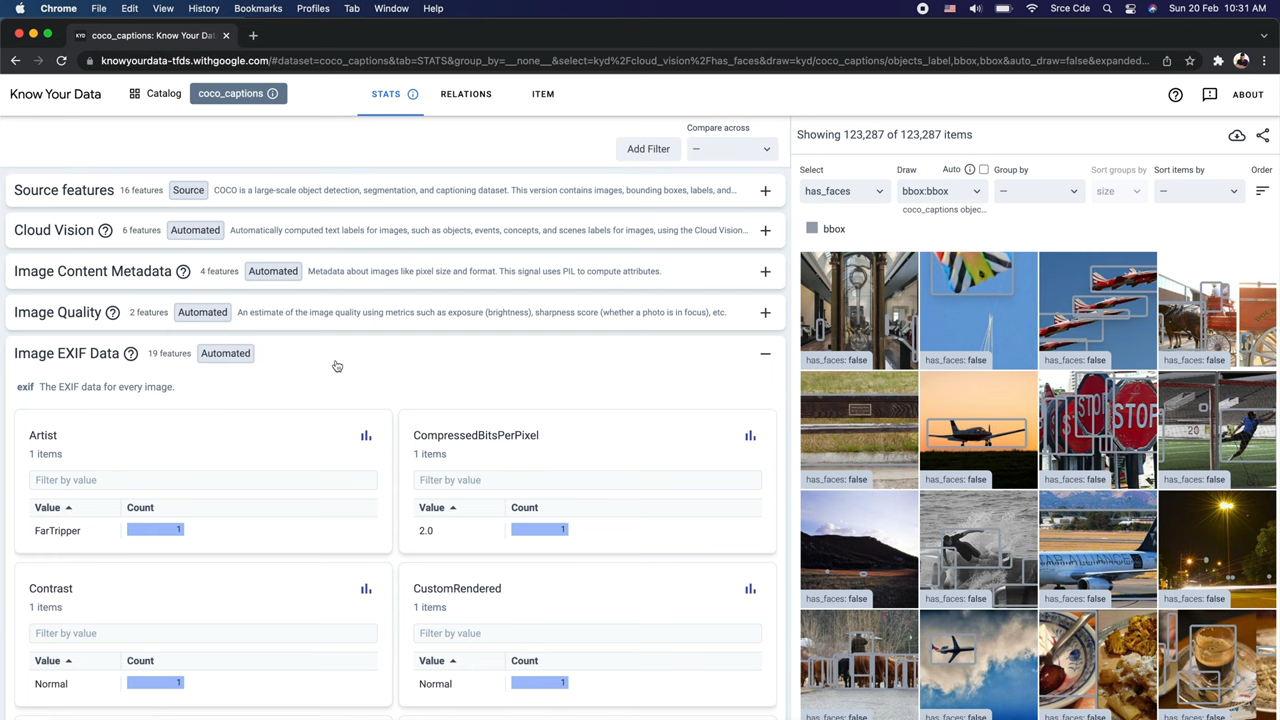 Chrome File Edit View History Bookmarks Profiles Tab Window Help Srce Cde Sun 20 Feb 10:31 AM
coco_captions: Know Your Dat
knowyourdata-tfds.withgoogle.com/#dataset=coco_captions&tab=STATS&group_by=__none__&select=kyd%2Fcloud_vision%2Fhas_faces&draw=kyd/coco_captions/objects_label,bbox,bbox&auto_draw=false&expanded...
Know Your Data Catalog coco_captions STATS RELATIONS ITEM ABOUT
Compare across
Add Filter —
Showing 123,287 of 123,287 items
Select Draw Auto Group by Sort groups by Sort items by Order
has_faces bbox:bbox — size —
coco_captions objec...
bbox
Source features 16 features Source COCO is a large-scale object detection, segmentation, and captioning dataset. This version contains images, bounding boxes, labels, and...
Cloud Vision 6 features Automated Automatically computed text labels for images, such as objects, events, concepts, and scenes labels for images, using the Cloud Vision...
Image Content Metadata 4 features Automated Metadata about images like pixel size and format. This signal uses PIL to compute attributes.
Image Quality 2 features Automated An estimate of the image quality using metrics such as exposure (brightness), sharpness score (whether a photo is in focus), etc.
Image EXIF Data 19 features Automated
exif The EXIF data for every image.
Artist
1 items
Filter by value
Value Count
FarTripper 1
CompressedBitsPerPixel
1 items
Filter by value
Value Count
2.0 1
Contrast
1 items
Filter by value
Value Count
Normal 1
CustomRendered
1 items
Filter by value
Value Count
Normal 1
has_faces: false has_faces: false has_faces: false has_faces: false
STOP
20
has_faces: false has_faces: false has_faces: false has_faces: false
has_faces: false has_faces: false has_faces: false has_faces: false
has_faces: false has_faces: false has_faces: false has_faces: false